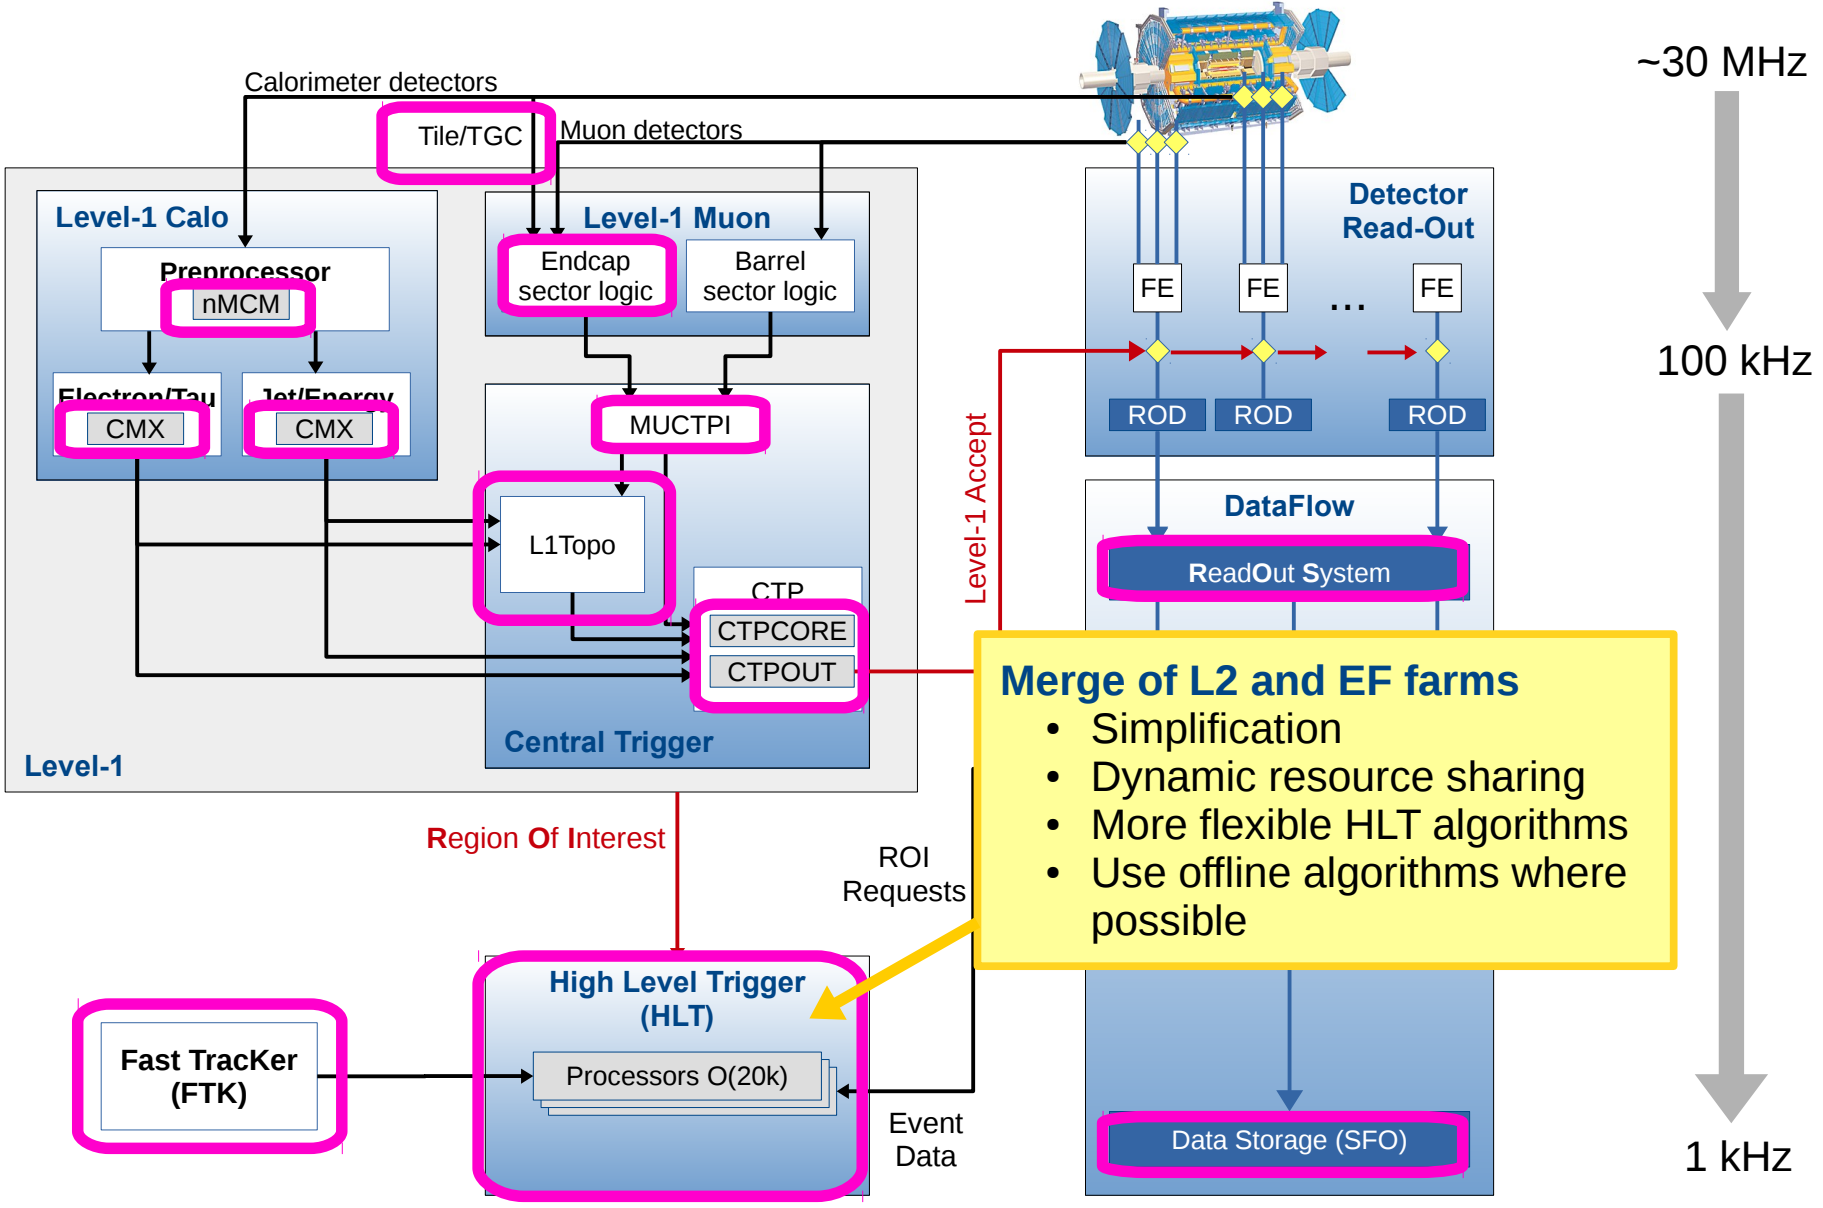 ~30 MHz
Calorimeter detectors
Tile/TGC
Muon detectors
Level-1 Calo
Preprocessor
nMCM
Electron/Tau
CMX
Jet/Energy
CMX
Level-1 Muon
Endcap
sector logic
Barrel
sector logic
MUCTPI
L1Topo
CTP
CTPCORE
CTPOUT
Central Trigger
Level-1
Level-1 Accept
Detector
Read-Out
FE
FE
...
FE
ROD
ROD
ROD
100 kHz
DataFlow
ReadOut System
Merge of L2 and EF farms
• Simplification
• Dynamic resource sharing
• More flexible HLT algorithms
• Use offline algorithms where
possible
Region Of Interest
ROI
Requests
High Level Trigger
(HLT)
Processors O(20k)
Fast TracKer
(FTK)
Event
Data
Data Storage (SFO)
1 kHz